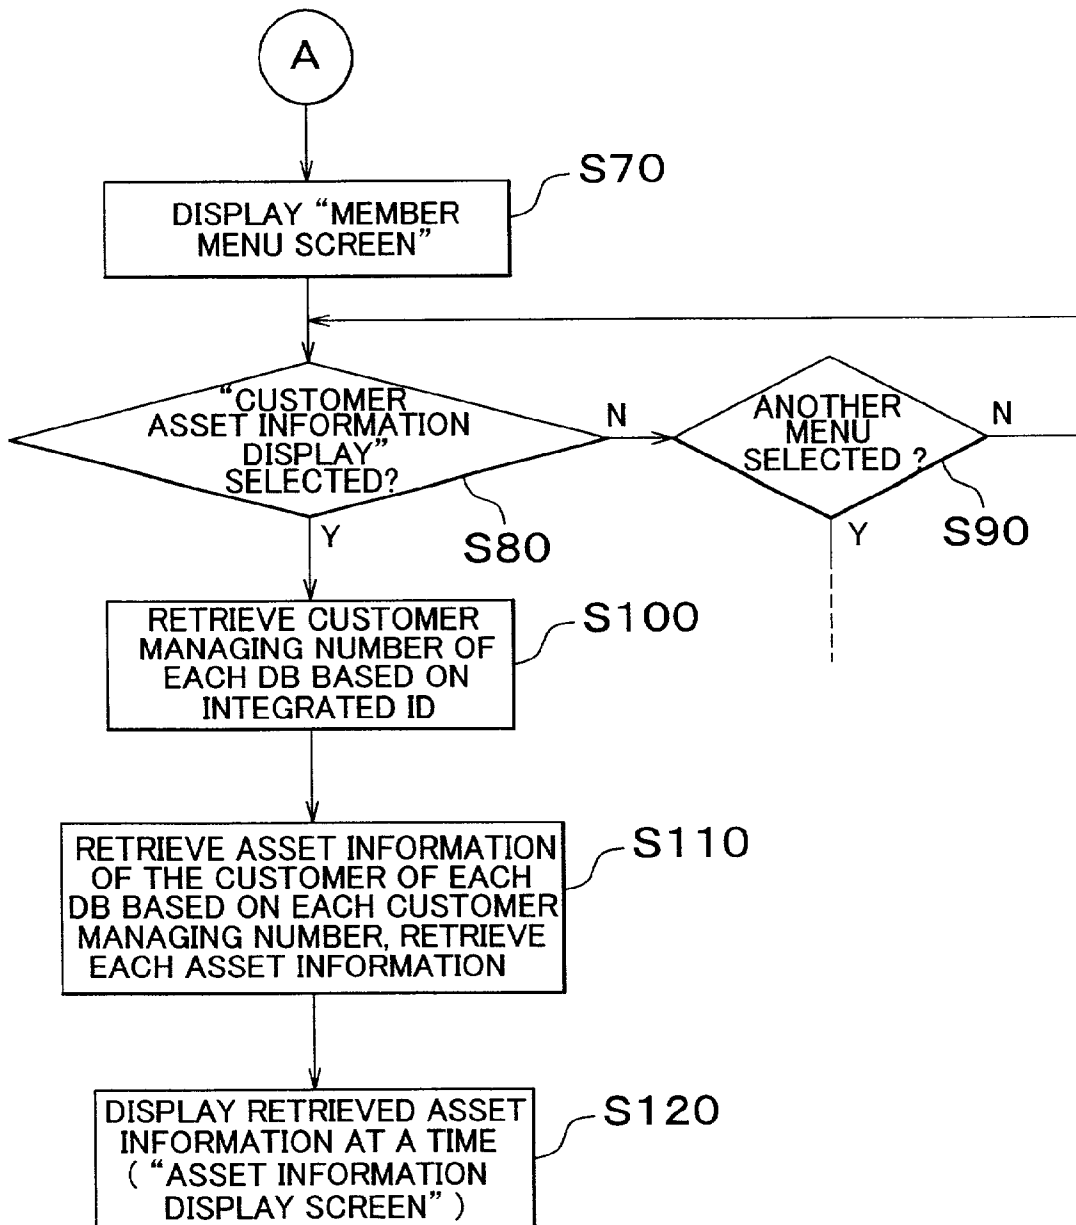 A
S70
DISPLAY “MEMBER
MENU SCREEN”
“CUSTOMER
ASSET INFORMATION
DISPLAY”
SELECTED?
N
Y
S80
ANOTHER
MENU
SELECTED ?
N
Y
S90
RETRIEVE CUSTOMER
MANAGING NUMBER OF
EACH DB BASED ON
INTEGRATED ID
S100
RETRIEVE ASSET INFORMATION
OF THE CUSTOMER OF EACH
DB BASED ON EACH CUSTOMER
MANAGING NUMBER, RETRIEVE
EACH ASSET INFORMATION
S110
DISPLAY RETRIEVED ASSET
INFORMATION AT A TIME
( “ASSET INFORMATION
DISPLAY SCREEN” )
S120